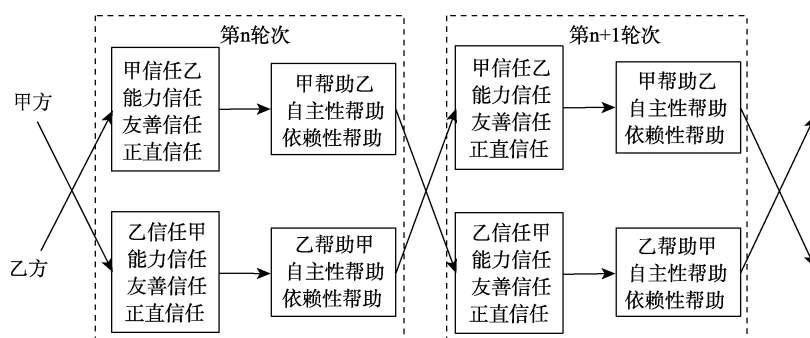 第n轮次
第n+1轮次
甲方
乙方
甲信任乙
能力信任
友善信任
正直信任
甲帮助乙
自主性帮助
依赖性帮助
乙信任甲
能力信任
友善信任
正直信任
乙帮助甲
自主性帮助
依赖性帮助
甲信任乙
能力信任
友善信任
正直信任
甲帮助乙
自主性帮助
依赖性帮助
乙信任甲
能力信任
友善信任
正直信任
乙帮助甲
自主性帮助
依赖性帮助